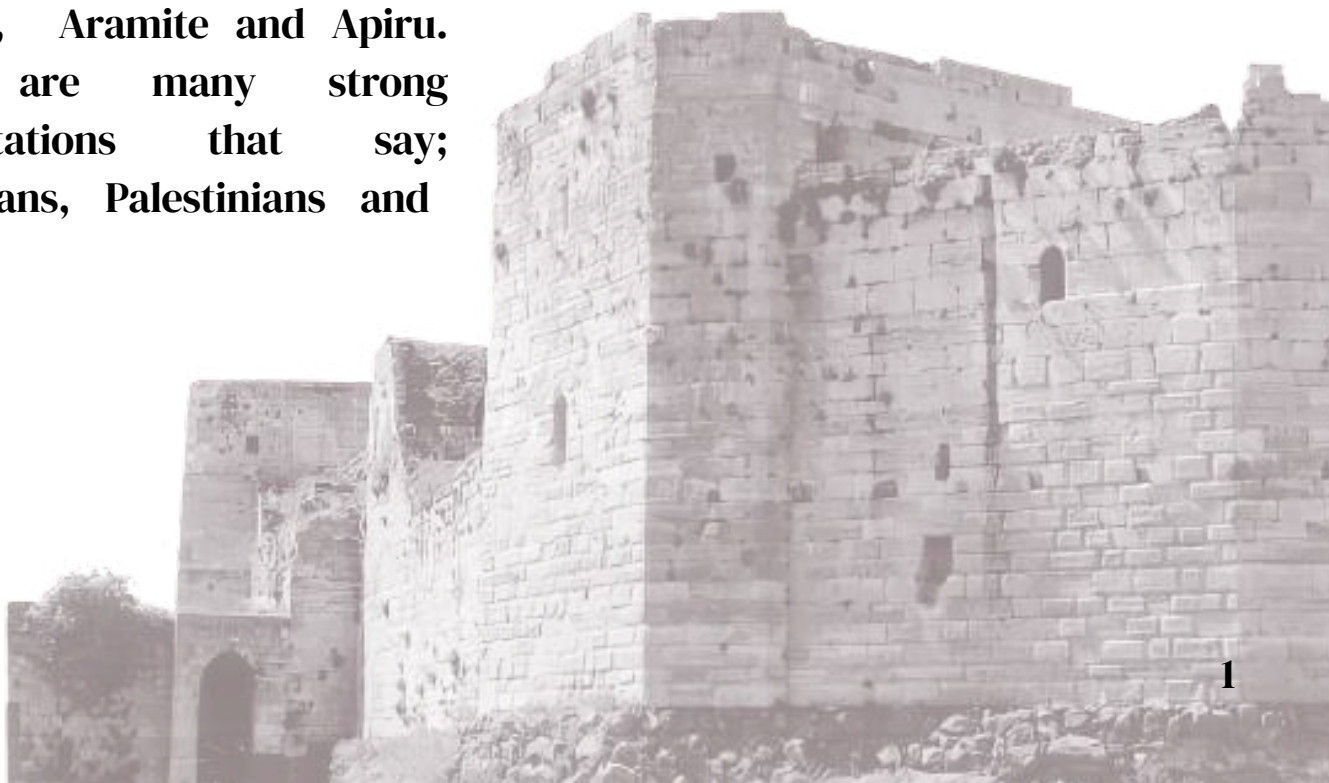 , Aramite and Apiru.
are many strong
tations that say;
ans, Palestinians and
1